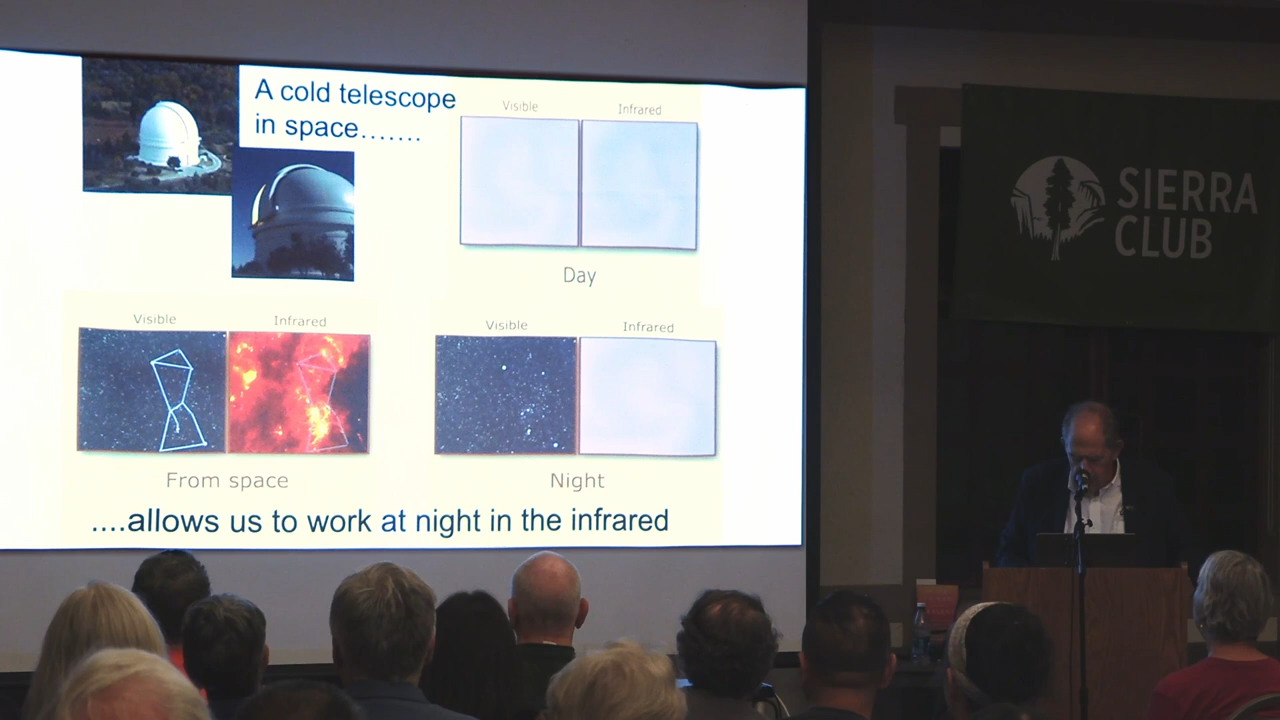 A cold telescope
in space.......
Visible
Infrared
Day
Visible
Infrared
From space
Visible
Infrared
Night
....allows us to work at night in the infrared
SIERRA
CLUB